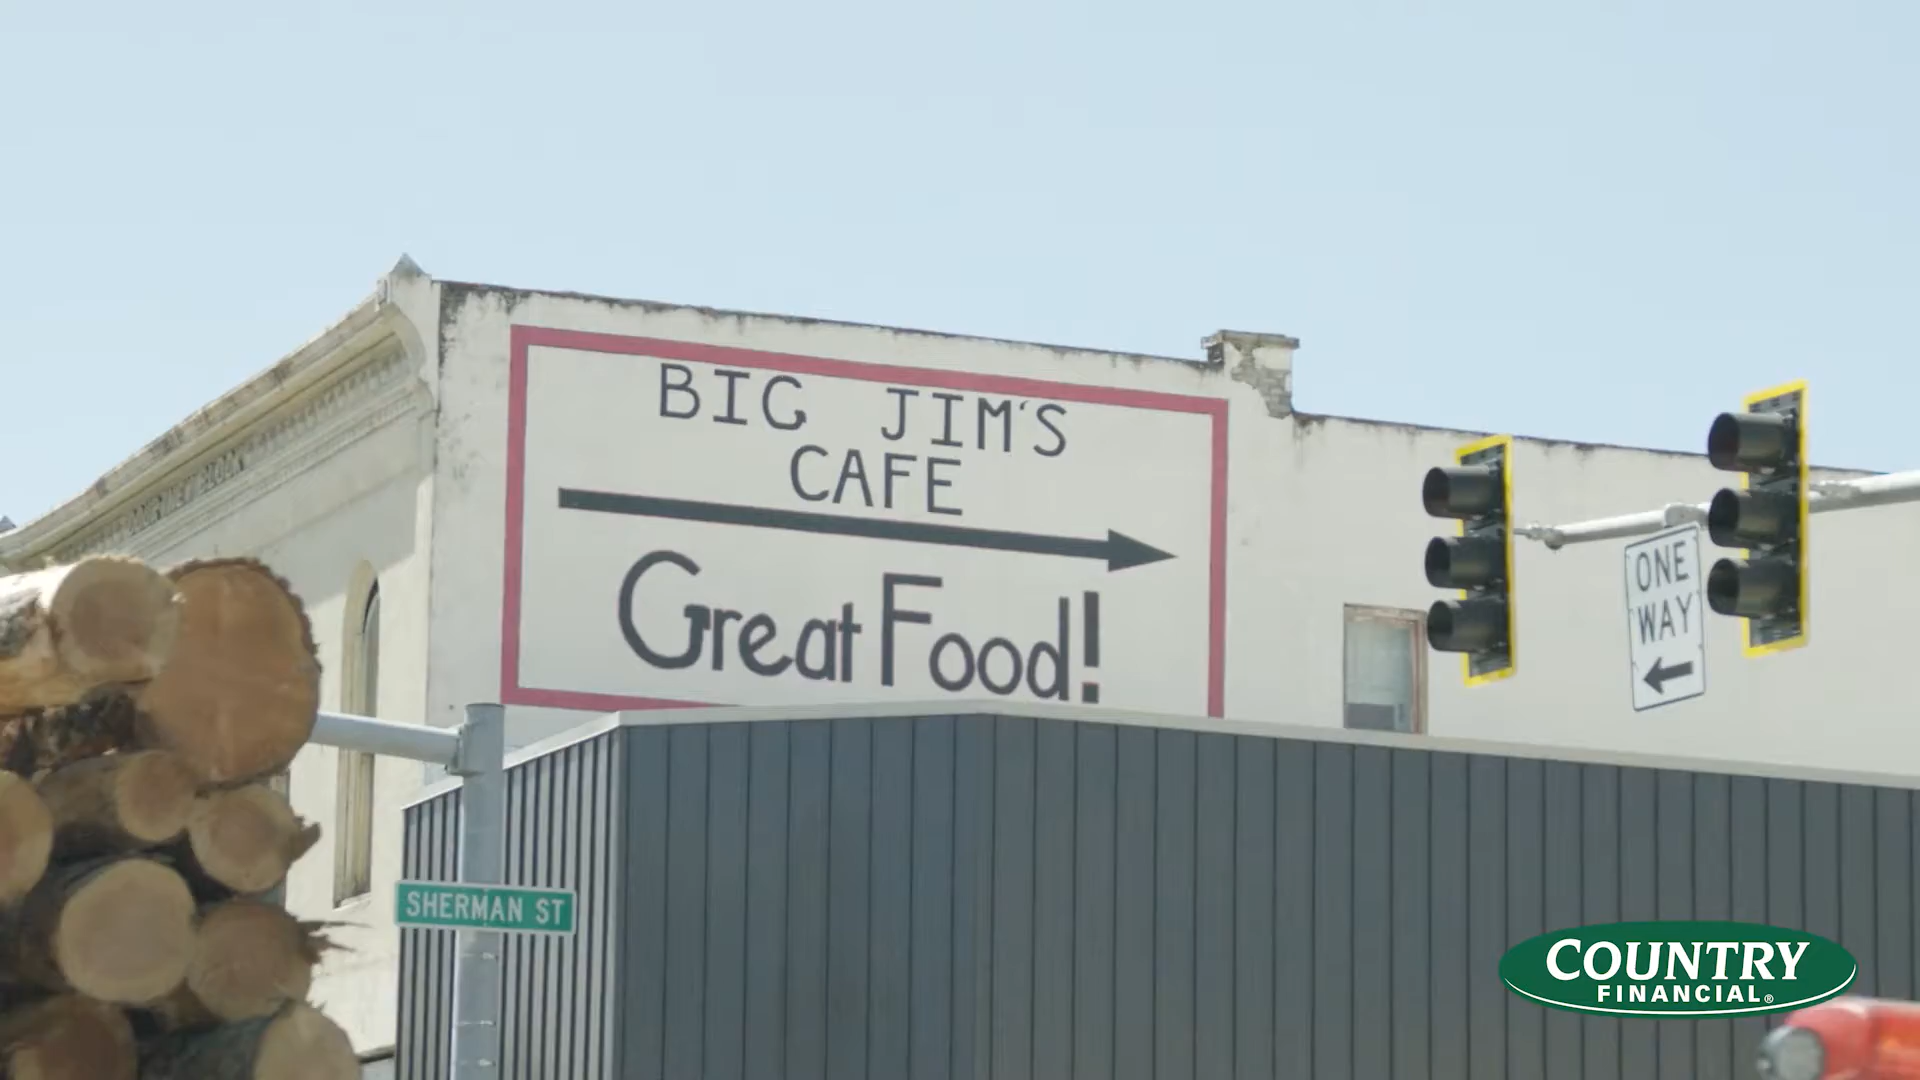 BIG JIM'S
CAFE
Great Food!
ONE
WAY
SHERMAN ST
COUNTRY
FINANCIAL®